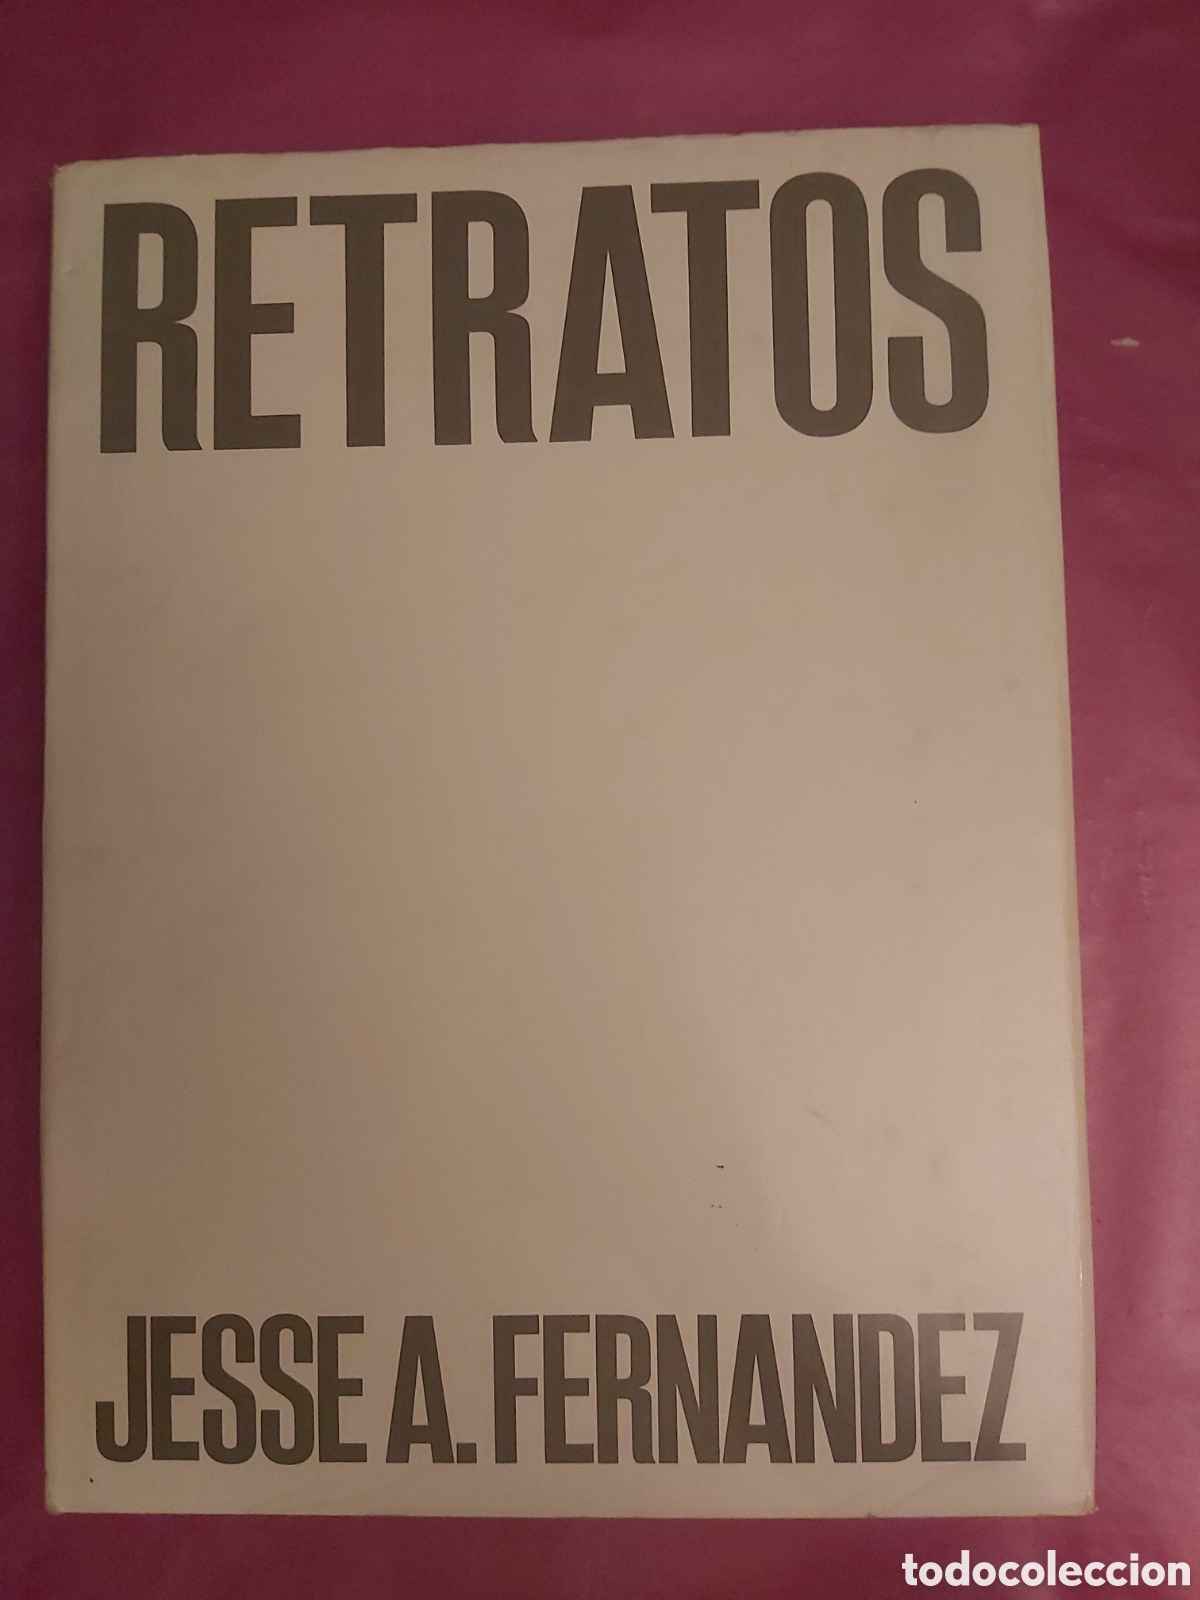 RETRATOS
JESSE A. FERNANDEZ
todocoleccion